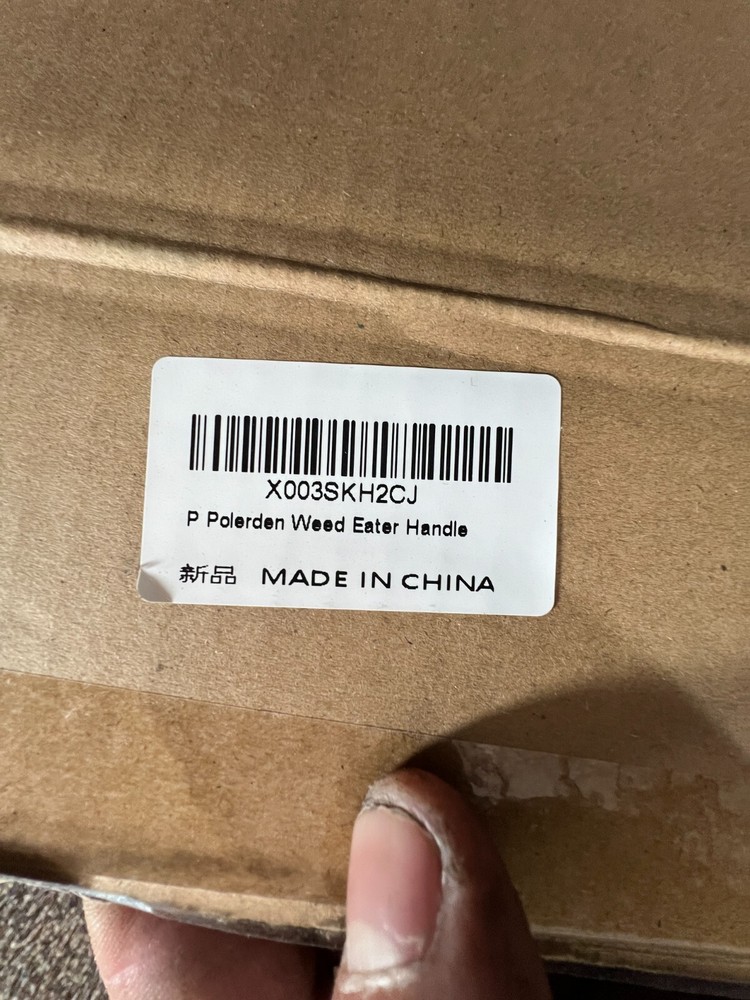 X003SKH2CJ
P Polerden Weed Eater Handle
新品 MADE IN CHINA